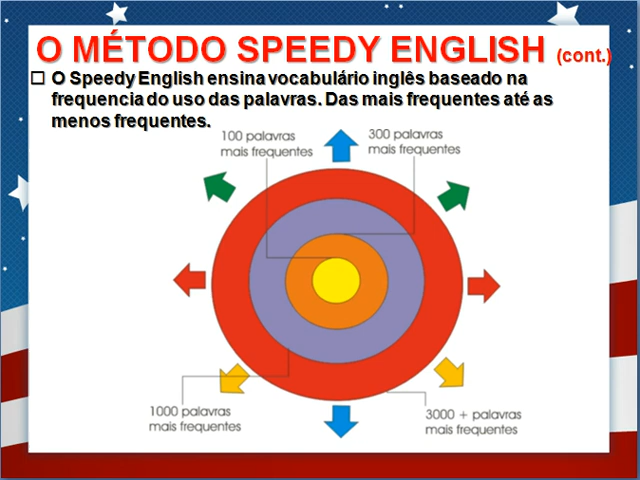 O MÉTODO SPEEDY ENGLISH (cont.)
O Speedy English ensina vocabulário inglês baseado na
frequencia do uso das palavras. Das mais frequentes até as
menos frequentes.
100 palavras
mais frequentes
300 palavras
mais frequentes
1000 palavras
mais frequentes
3000 + palavras
mais frequentes